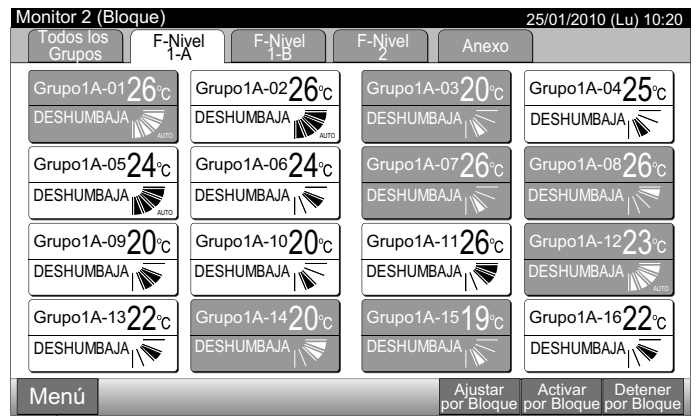 Monitor 2 (Bloque) 25/01/2010 (Lu) 10:20
Todos los Grupos F-Nivel 1-A F-Nivel 1-B F-Nivel 2 Anexo
Grupo1A-01 26°C Grupo1A-02 26°C Grupo1A-03 20°C Grupo1A-04 25°C
DESHUMBAJA AUTO DESHUMBAJA AUTO DESHUMBAJA DESHUMBAJA
Grupo1A-05 24°C Grupo1A-06 24°C Grupo1A-07 26°C Grupo1A-08 26°C
DESHUMBAJA AUTO DESHUMBAJA DESHUMBAJA DESHUMBAJA
Grupo1A-09 20°C Grupo1A-10 20°C Grupo1A-11 26°C Grupo1A-12 23°C
DESHUMBAJA DESHUMBAJA DESHUMBAJA DESHUMBAJA AUTO
Grupo1A-13 22°C Grupo1A-14 20°C Grupo1A-15 19°C Grupo1A-16 22°C
DESHUMBAJA DESHUMBAJA DESHUMBAJA DESHUMBAJA
Menú Ajustar por Bloque Activar por Bloque Detener por Bloque